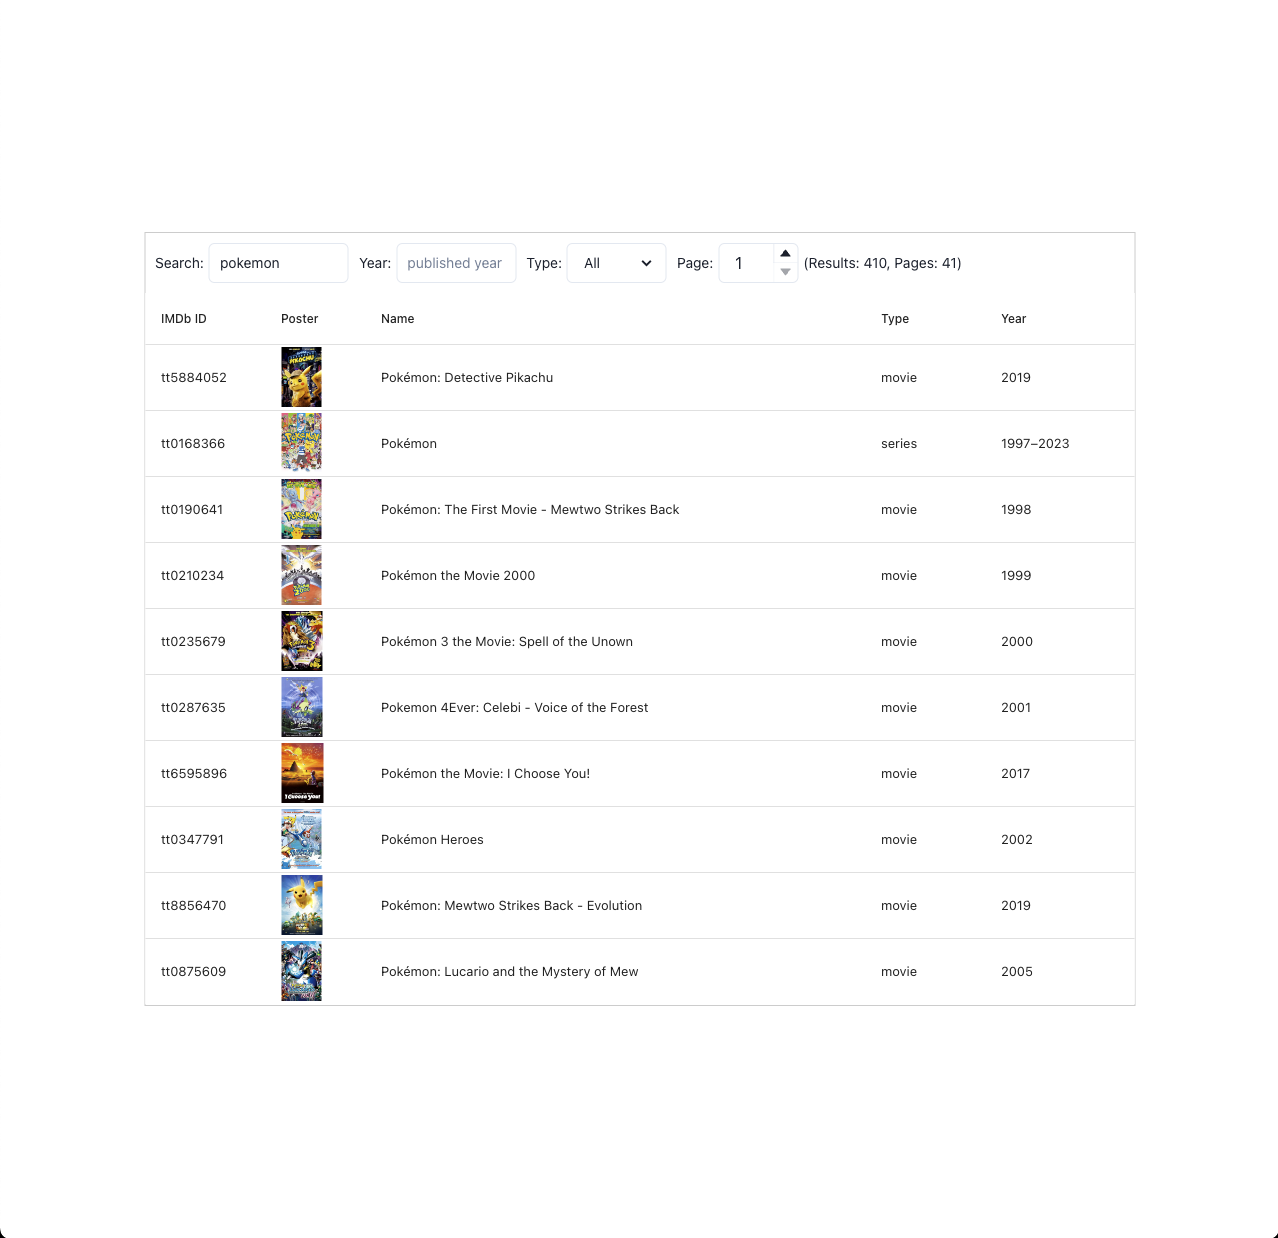 Search: pokemon Year: published year Type: All Page: 1 (Results: 410, Pages: 41)
IMDb ID Poster Name Type Year
tt5884052 Pokémon: Detective Pikachu movie 2019
tt0168366 Pokémon series 1997–2023
tt0190641 Pokémon: The First Movie - Mewtwo Strikes Back movie 1998
tt0210234 Pokémon the Movie 2000 movie 1999
tt0235679 Pokémon 3 the Movie: Spell of the Unown movie 2000
tt0287635 Pokemon 4Ever: Celebi - Voice of the Forest movie 2001
tt6595896 Pokémon the Movie: I Choose You! movie 2017
I Choose You!
tt0347791 Pokémon Heroes movie 2002
tt8856470 Pokémon: Mewtwo Strikes Back - Evolution movie 2019
tt0875609 Pokémon: Lucario and the Mystery of Mew movie 2005